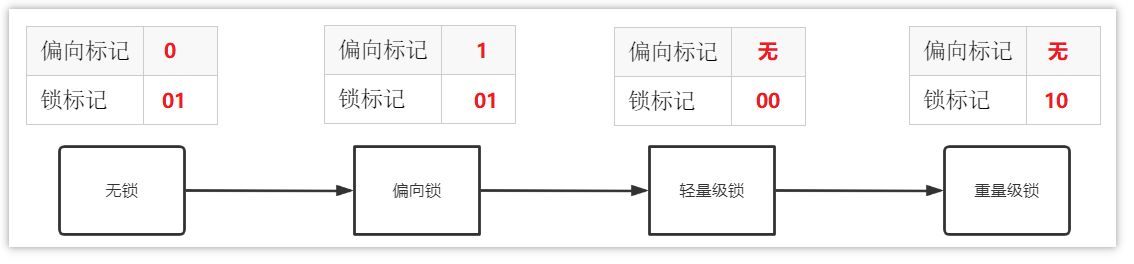 偏向标记 0
锁标记 01
偏向标记 1
锁标记 01
偏向标记 无
锁标记 00
偏向标记 无
锁标记 10
无锁
偏向锁
轻量级锁
重量级锁